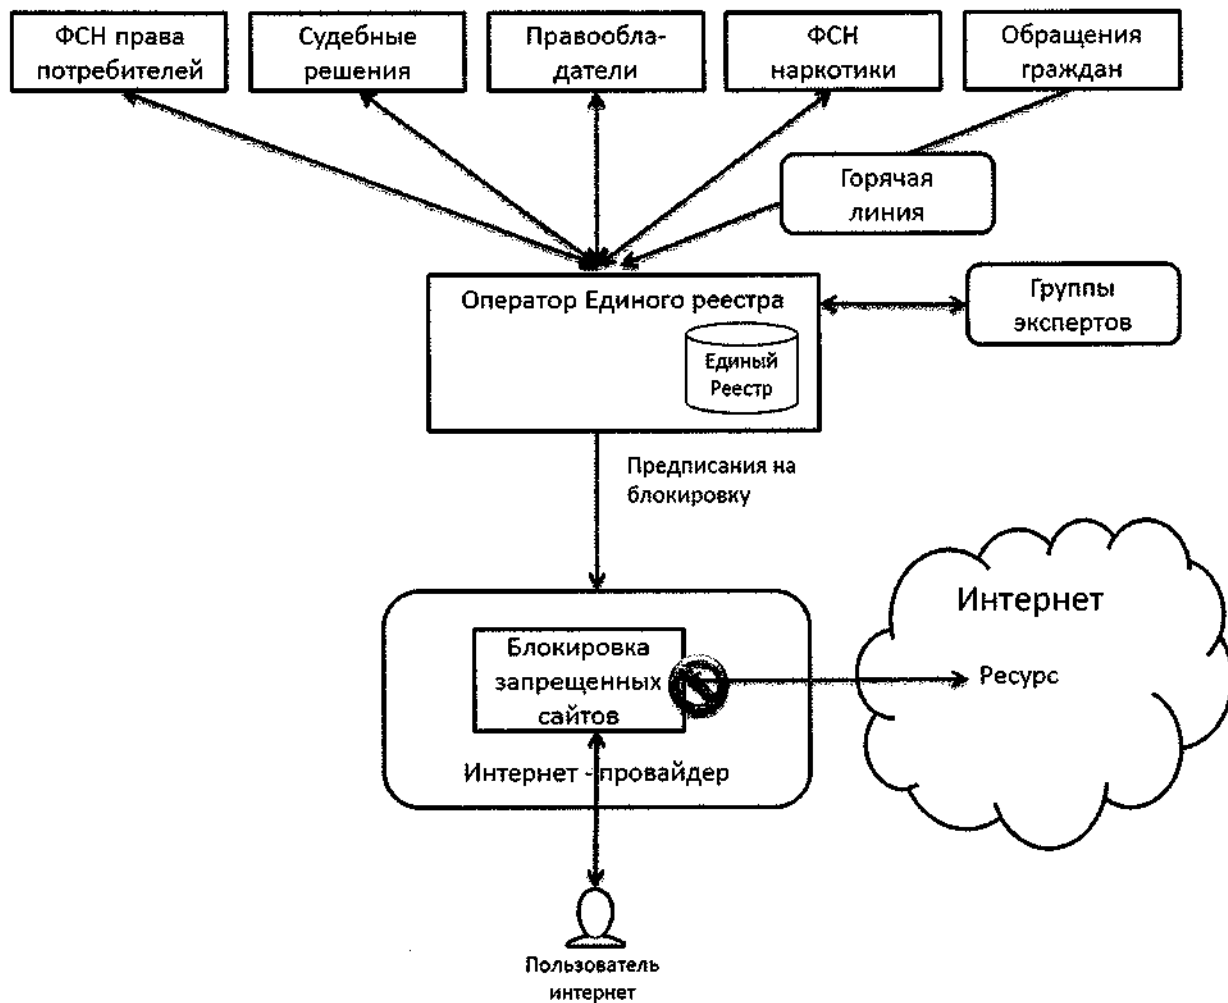 ФСН права
потребителей
Судебные
решения
Правообла-
датели
ФСН
наркотики
Обращения
граждан
Горячая
линия
Оператор Единого реестра
Единый
Реестр
Группы
экспертов
Предписания на
блокировку
Интернет
Ресурс
Блокировка
запрещенных
сайтов
Интернет - провайдер
Пользователь
интернет